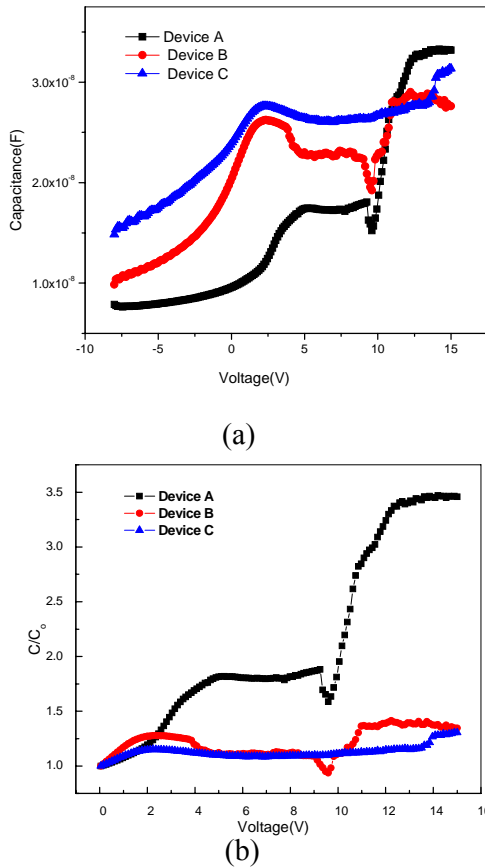 Device A
Device B
Device C
3.0x10⁻⁸
2.0x10⁻⁸
1.0x10⁻⁸
Capacitance(F)
-10 -5 0 5 10 15
Voltage(V)
(a)
3.5
3.0
2.5
2.0
1.5
1.0
C/Cₒ
Device A
Device B
Device C
0 2 4 6 8 10 12 14 16
Voltage(V)
(b)